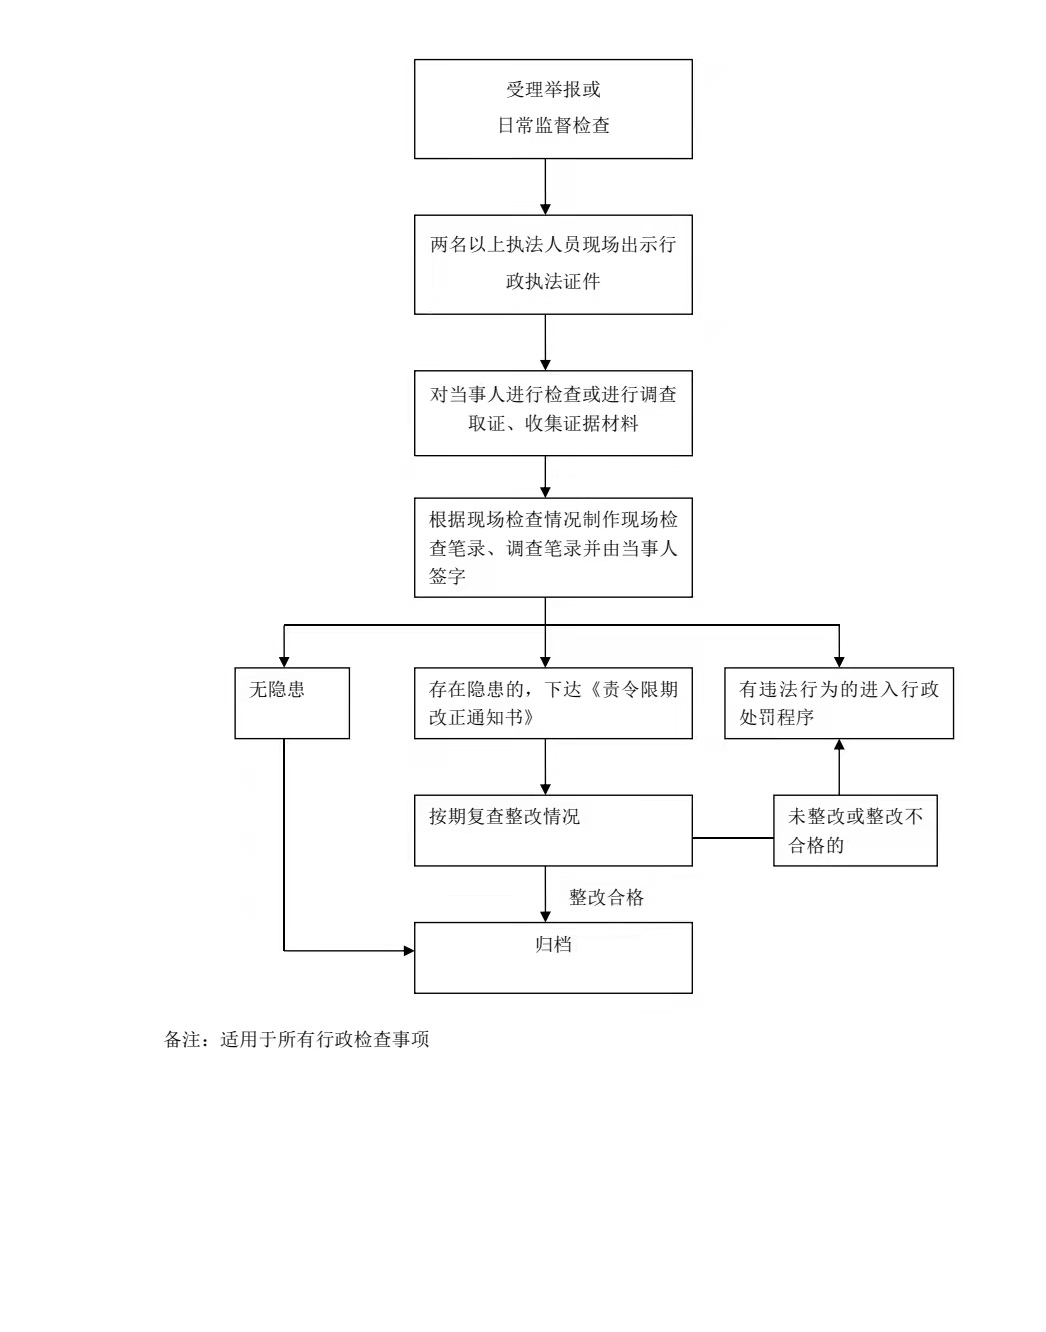 受理举报或
日常监督检查
两名以上执法人员现场出示行
政执法证件
对当事人进行检查或进行调查
取证、收集证据材料
根据现场检查情况制作现场检
查笔录、调查笔录并由当事人
签字
无隐患
存在隐患的，下达《责令限期
改正通知书》
有违法行为的进入行政
处罚程序
按期复查整改情况
未整改或整改不
合格的
整改合格
归档
备注：适用于所有行政检查事项